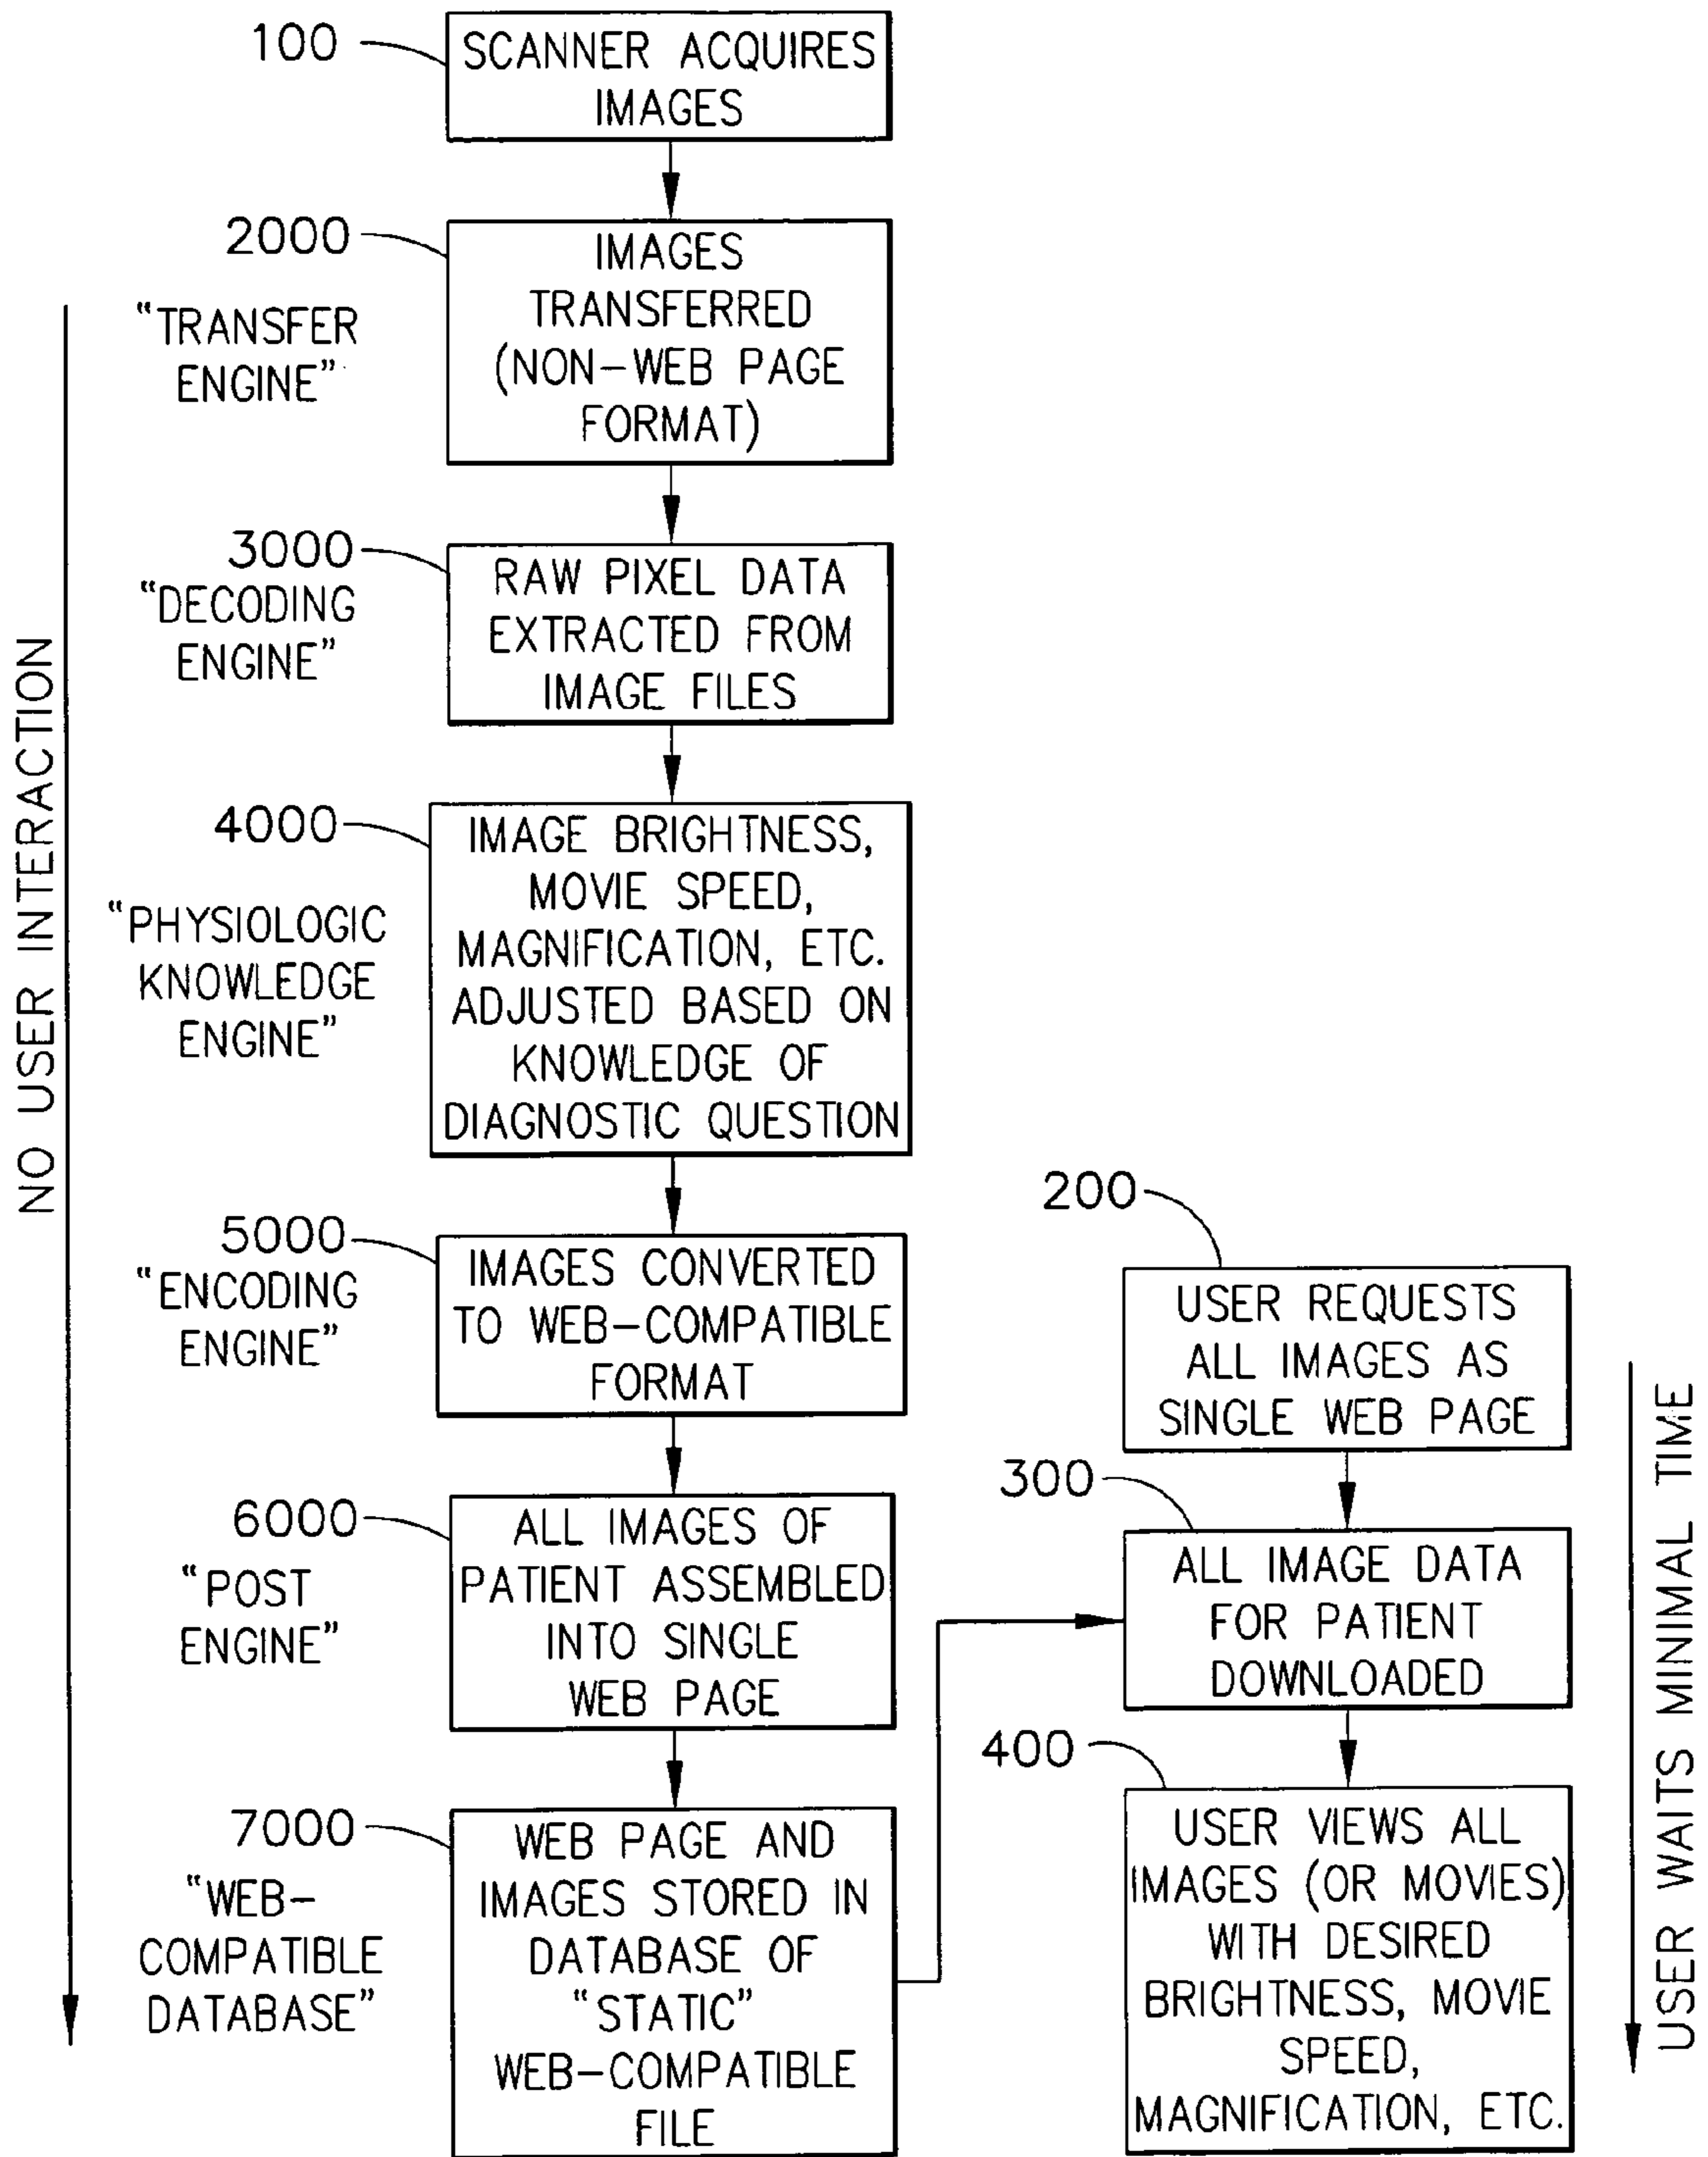 100
SCANNER ACQUIRES
IMAGES
2000
"TRANSFER
ENGINE"
IMAGES
TRANSFERRED
(NON-WEB PAGE
FORMAT)
3000
"DECODING
ENGINE"
RAW PIXEL DATA
EXTRACTED FROM
IMAGE FILES
4000
"PHYSIOLOGIC
KNOWLEDGE
ENGINE"
IMAGE BRIGHTNESS,
MOVIE SPEED,
MAGNIFICATION, ETC.
ADJUSTED BASED ON
KNOWLEDGE OF
DIAGNOSTIC QUESTION
5000
"ENCODING
ENGINE"
IMAGES CONVERTED
TO WEB-COMPATIBLE
FORMAT
6000
"POST
ENGINE"
ALL IMAGES OF
PATIENT ASSEMBLED
INTO SINGLE
WEB PAGE
7000
"WEB-
COMPATIBLE
DATABASE"
WEB PAGE AND
IMAGES STORED IN
DATABASE OF
"STATIC"
WEB-COMPATIBLE
FILE
NO USER INTERACTION
200
USER REQUESTS
ALL IMAGES AS
SINGLE WEB PAGE
300
ALL IMAGE DATA
FOR PATIENT
DOWNLOADED
400
USER VIEWS ALL
IMAGES (OR MOVIES)
WITH DESIRED
BRIGHTNESS, MOVIE
SPEED,
MAGNIFICATION, ETC.
USER WAITS MINIMAL TIME